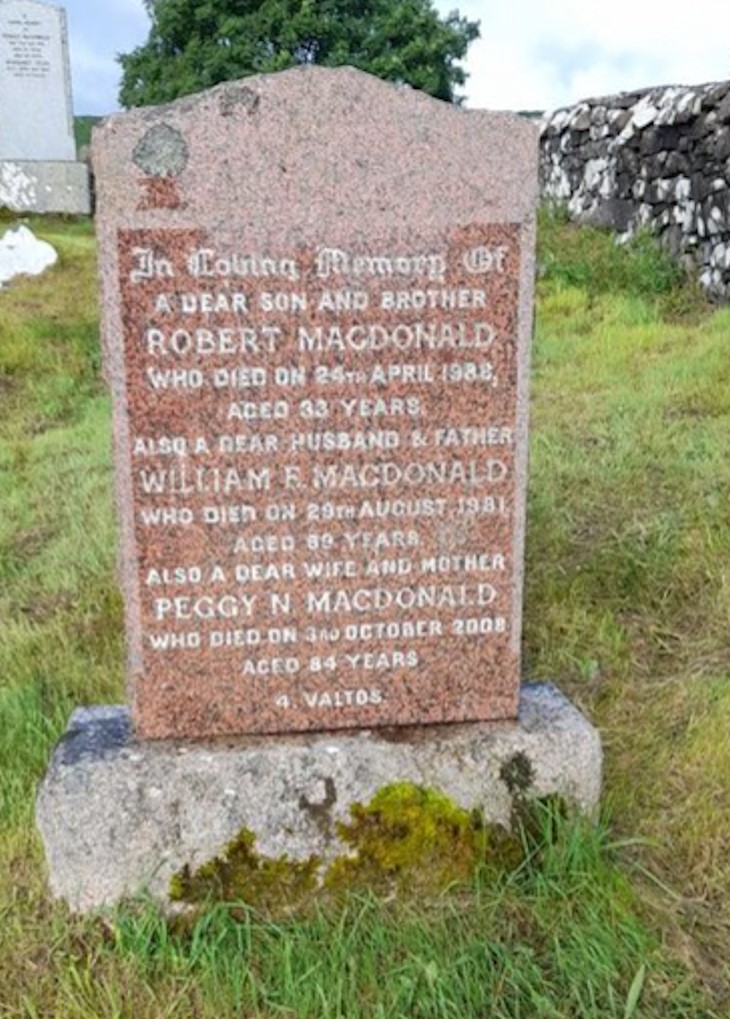 In Loving Memory Of
A DEAR SON AND BROTHER
ROBERT MACDONALD
WHO DIED ON 24TH APRIL 1988,
AGED 33 YEARS.
ALSO A DEAR HUSBAND & FATHER
WILLIAM F. MACDONALD
WHO DIED ON 29TH AUGUST 1981
AGED 69 YEARS.
ALSO A DEAR WIFE AND MOTHER
PEGGY N MACDONALD
WHO DIED ON 3RD OCTOBER 2008
AGED 84 YEARS
4, VALTOS.